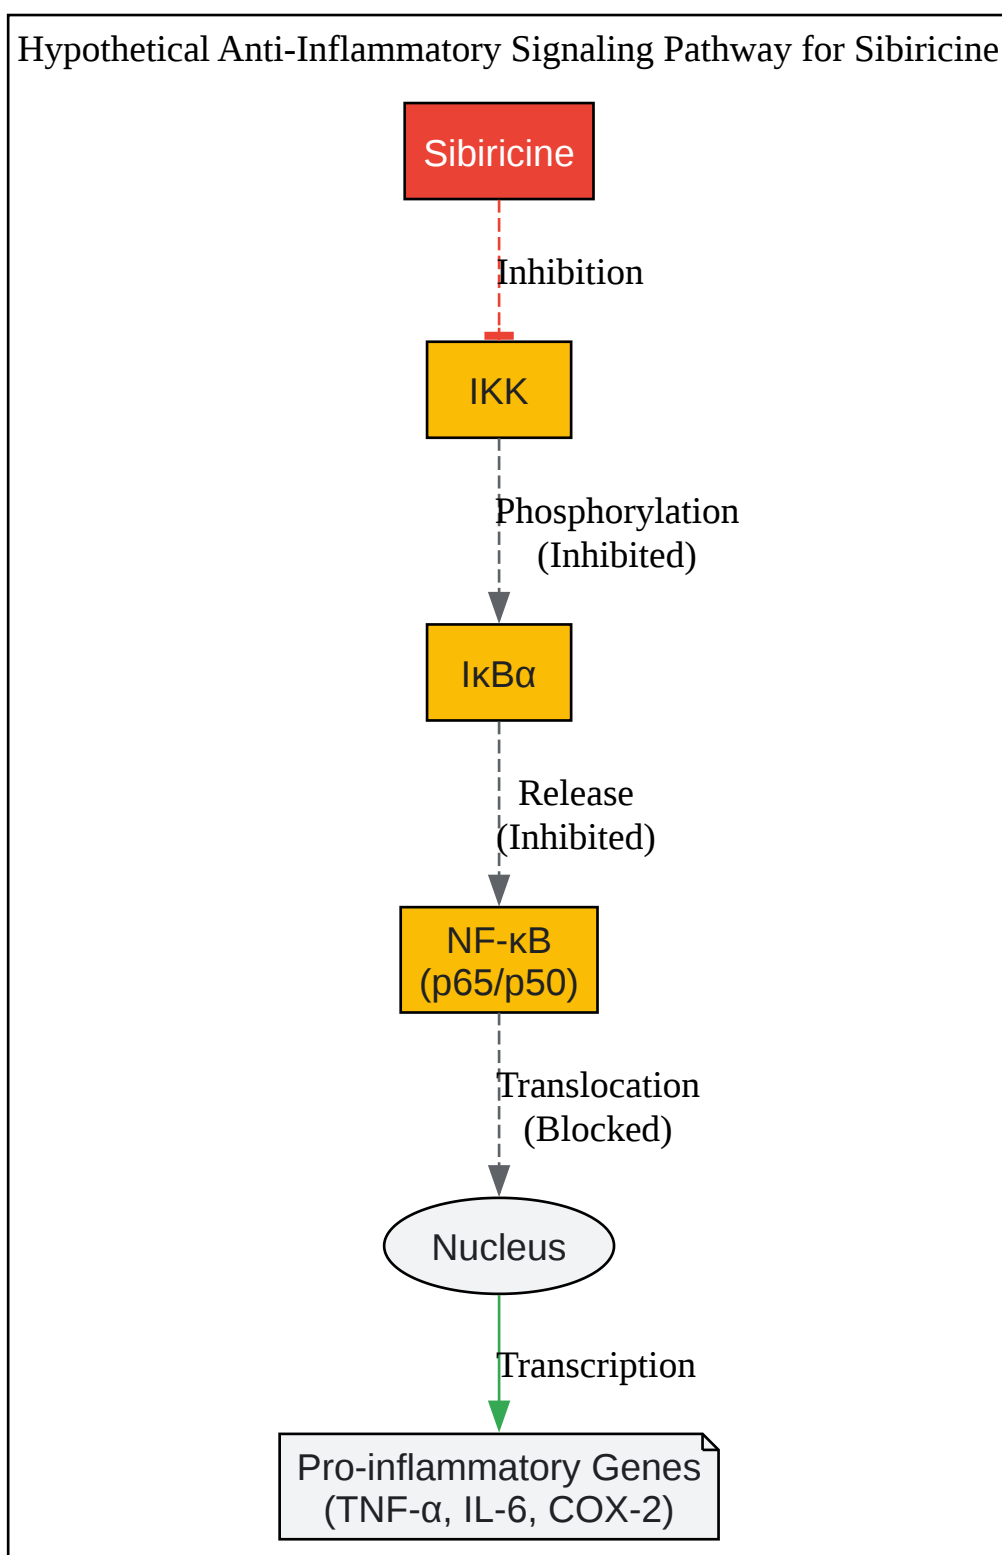 Hypothetical Anti-Inflammatory Signaling Pathway for Sibiricine
Sibiricine
Inhibition
IKK
Phosphorylation
(Inhibited)
IκBα
Release
(Inhibited)
NF-κB
(p65/p50)
Translocation
(Blocked)
Nucleus
Transcription
Pro-inflammatory Genes
(TNF-α, IL-6, COX-2)